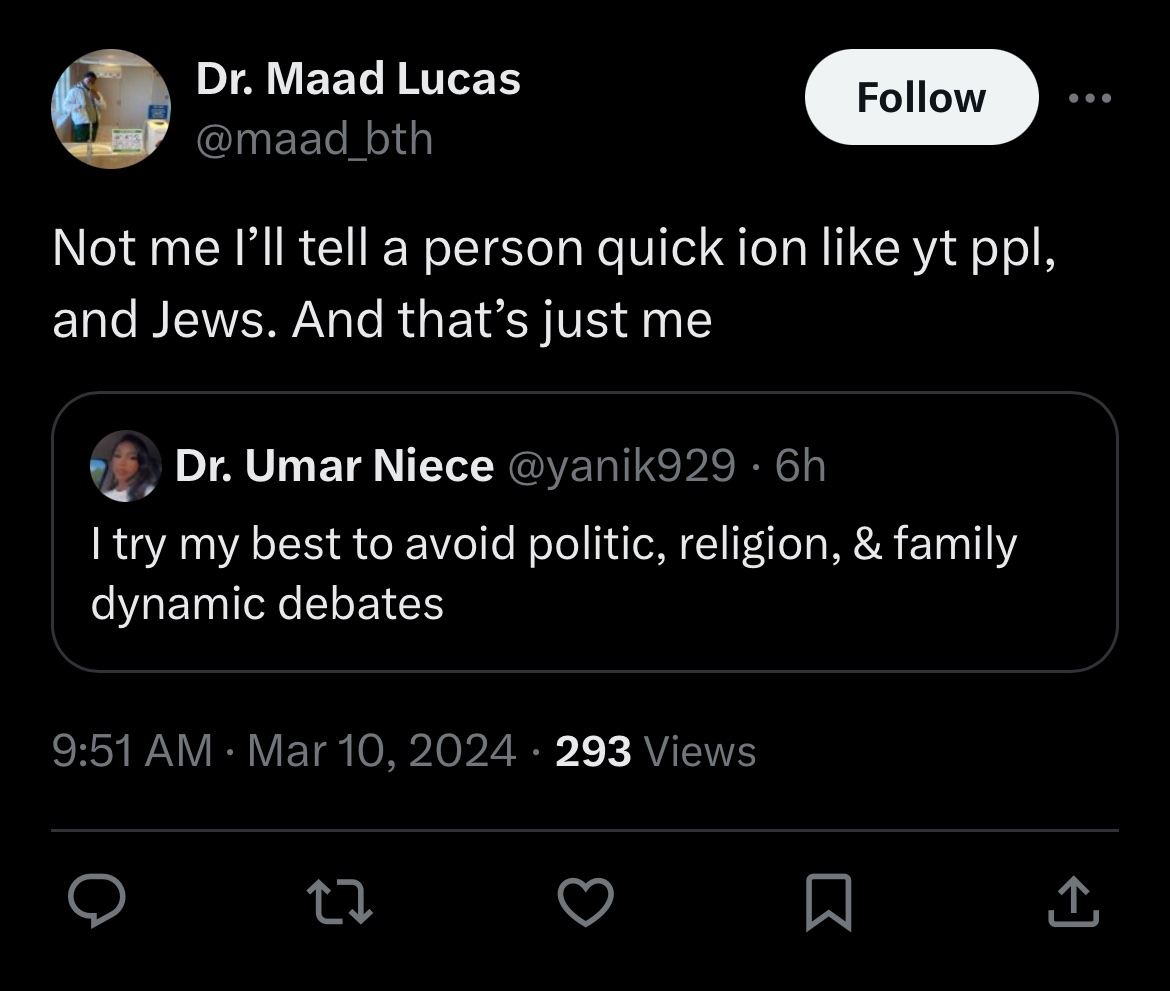 Dr. Maad Lucas
Follow
@maad_bth
Not me I’ll tell a person quick ion like yt ppl,
and Jews. And that’s just me
Dr. Umar Niece @yanik929 · 6h
I try my best to avoid politic, religion, & family
dynamic debates
9:51 AM · Mar 10, 2024 · 293 Views